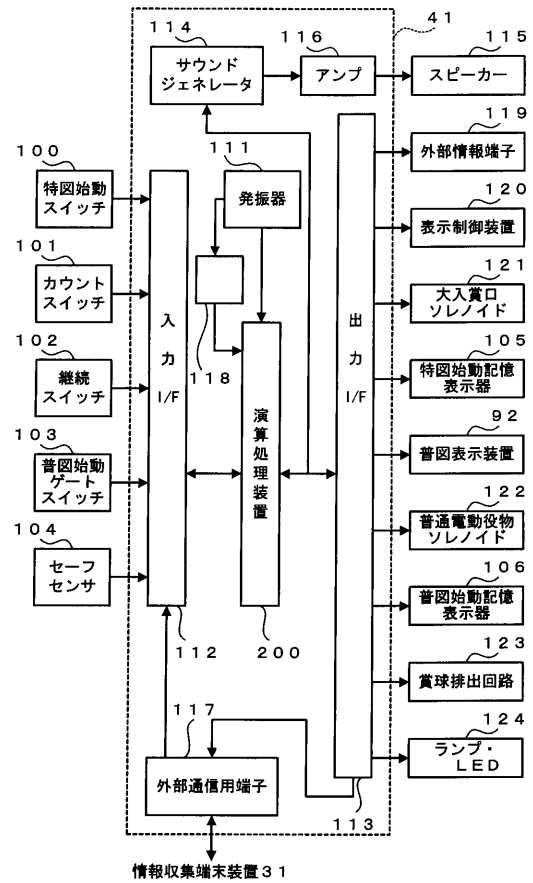 41
114
サウンド
ジェネレータ
116
アンプ
115
スピーカー
100
特図始動
スイッチ
101
カウント
スイッチ
102
継続
スイッチ
103
普図始動
ゲート
スイッチ
104
セーフ
センサ
入力I/F
112
111
発振器
118
演算処理装置
200
出力I/F
113
119
外部情報端子
120
表示制御装置
121
大入賞口
ソレノイド
105
特図始動記憶
表示器
92
普図表示装置
122
普通電動役物
ソレノイド
106
普図始動記憶
表示器
123
賞球排出回路
124
ランプ・
LED
117
外部通信用端子
情報収集端末装置31